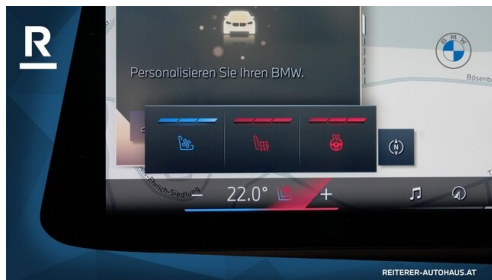 R
Personalisieren Sie Ihren BMW.
BMW
N
− 22.0° +
REITERER-AUTOHAUS.AT